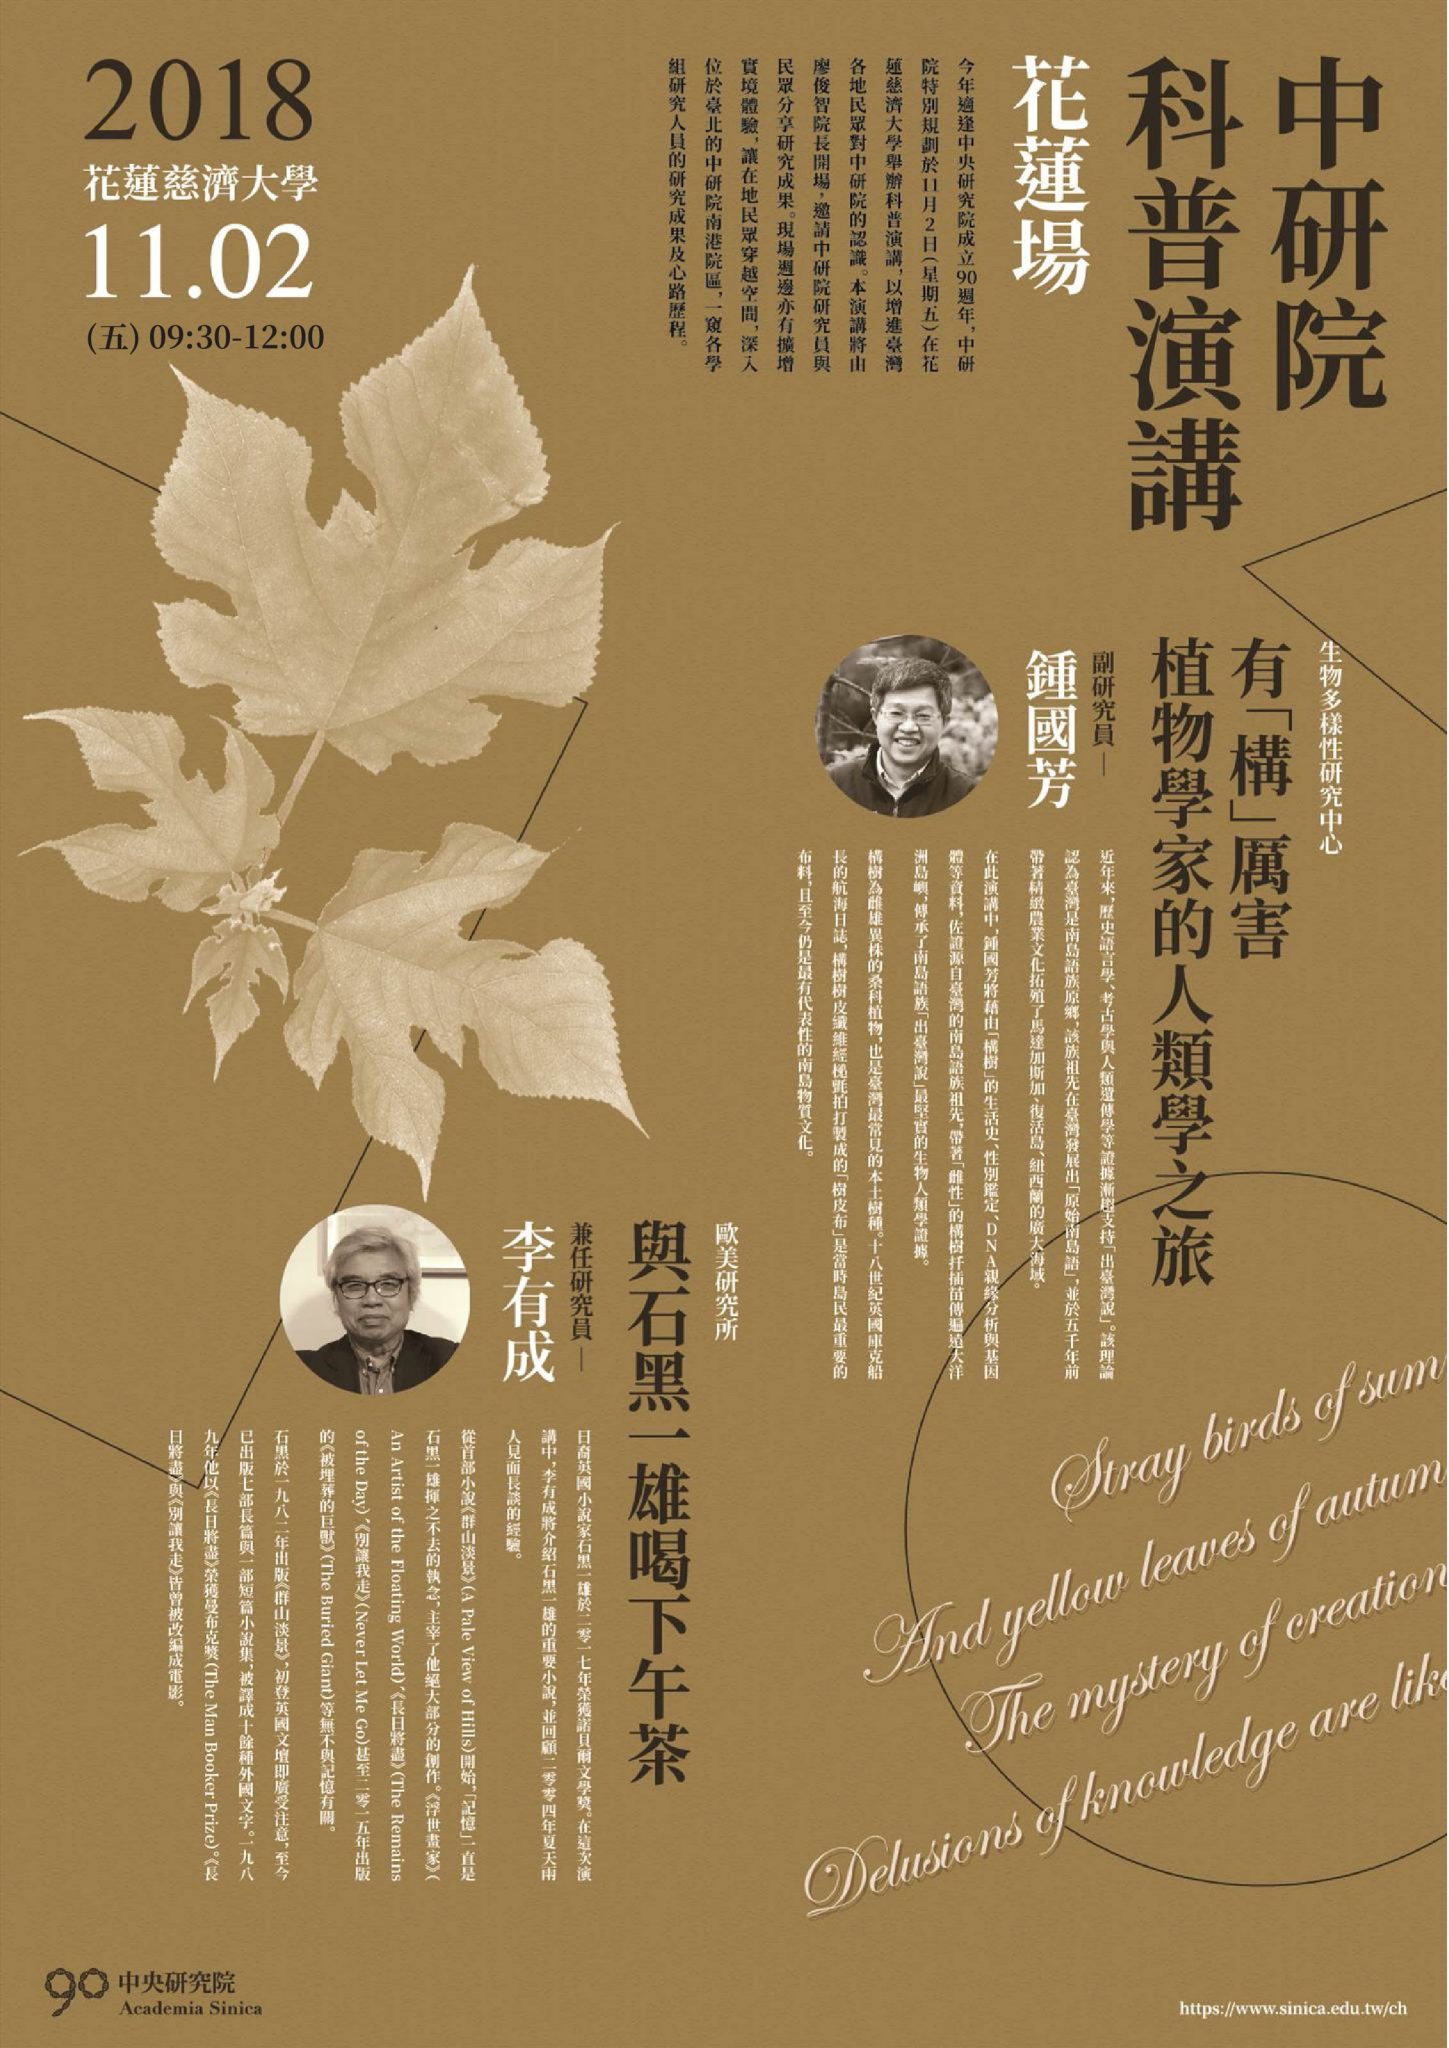 中研院
科普演講
花蓮場
今年適逢中央研究院成立90週年，中研
院特別規劃於11月2日（星期五）在花
蓮慈濟大學舉辦科普演講，以增進臺灣
各地民眾對中研院的認識。本演講將由
廖俊智院長開場，邀請中研院研究員與
民眾分享研究成果。現場週邊亦有擴增
實境體驗，讓在地民眾穿越空間，深入
位於臺北的中研院南港院區，一窺各學
組研究人員的研究成果及心路歷程。
2018
花蓮慈濟大學
11.02
(五) 09:30-12:00
生物多樣性研究中心
有「構」厲害
植物學家的人類學之旅
副研究員—
鍾國芳
近年來，歷史語言學、考古學與人類遺傳學等證據漸趨支持「出臺灣說」。該理論
認為臺灣是南島語族原鄉，該族祖先在臺灣發展出「原始南島語」，並於五千年前
帶著精緻農業文化拓殖了馬達加斯加、復活島、紐西蘭的廣大海域。
在此演講中，鍾國芳將藉由「構樹」的生活史、性別鑑定、DNA親緣分析與基因
體等資料，佐證源自臺灣的南島語族祖先，帶著「雌性」的構樹扦插苗傳遍遠大洋
洲島嶼，傳承了南島語族「出臺灣說」最堅實的生物人類學證據。
構樹為雌雄異株的桑科植物，也是臺灣最常見的本土樹種。十八世紀英國庫克船
長的航海日誌，構樹樹皮纖維經槌氈拍打製成的「樹皮布」是當時島民最重要的
布料，且至今仍是最有代表性的南島物質文化。
歐美研究所
與石黑一雄喝下午茶
兼任研究員—
李有成
日裔英國小說家石黑一雄於二零一七年榮獲諾貝爾文學獎。在這次演
講中，李有成將介紹石黑一雄的重要小說，並回顧二零零四年夏天兩
人見面長談的經驗。
從首部小說《群山淡景》(A Pale View of Hills)開始，「記憶」一直是
石黑一雄揮之不去的執念，主宰了他絕大部分的創作。《浮世畫家》(
An Artist of the Floating World)、《長日將盡》(The Remains
of the Day)、《別讓我走》(Never Let Me Go)甚至二零一五年出版
的《被埋葬的巨獸》(The Buried Giant)等無不與記憶有關。
石黑於一九八二年出版《群山淡景》，初登英國文壇即廣受注意，至今
已出版七部長篇與一部短篇小說集，被譯成十餘種外國文字。一九八
九年他以《長日將盡》榮獲曼布克獎(The Man Booker Prize)。《長
日將盡》與《別讓我走》皆曾被改編成電影。
Stray birds of sum
And yellow leaves of autum
The mystery of creation
Delusions of knowledge are like
90 中央研究院
Academia Sinica
https://www.sinica.edu.tw/ch